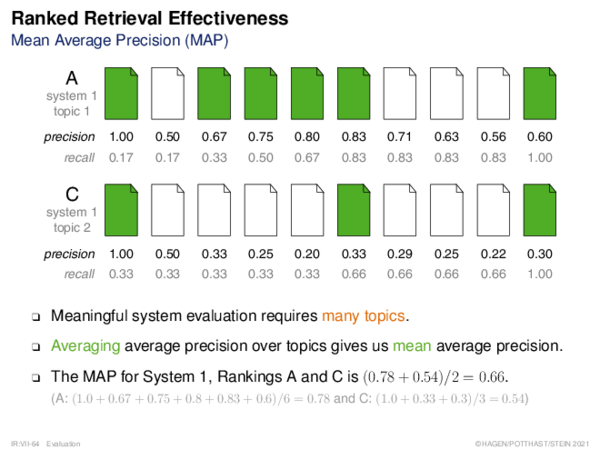 Ranked Retrieval Effectiveness
Mean Average Precision (MAP)
A
system 1
topic 1
precision 1.00 0.50 0.67 0.75 0.80 0.83 0.71 0.63 0.56 0.60
recall 0.17 0.17 0.33 0.50 0.67 0.83 0.83 0.83 0.83 1.00
C
system 1
topic 2
precision 1.00 0.50 0.33 0.25 0.20 0.33 0.29 0.25 0.22 0.30
recall 0.33 0.33 0.33 0.33 0.33 0.66 0.66 0.66 0.66 1.00
❑ Meaningful system evaluation requires many topics.
❑ Averaging average precision over topics gives us mean average precision.
❑ The MAP for System 1, Rankings A and C is (0.78 + 0.54)/2 = 0.66.
(A: (1.0 + 0.67 + 0.75 + 0.8 + 0.83 + 0.6)/6 = 0.78 and C: (1.0 + 0.33 + 0.3)/3 = 0.54)
IR:VII-64 Evaluation ©HAGEN/POTTHAST/STEIN 2021